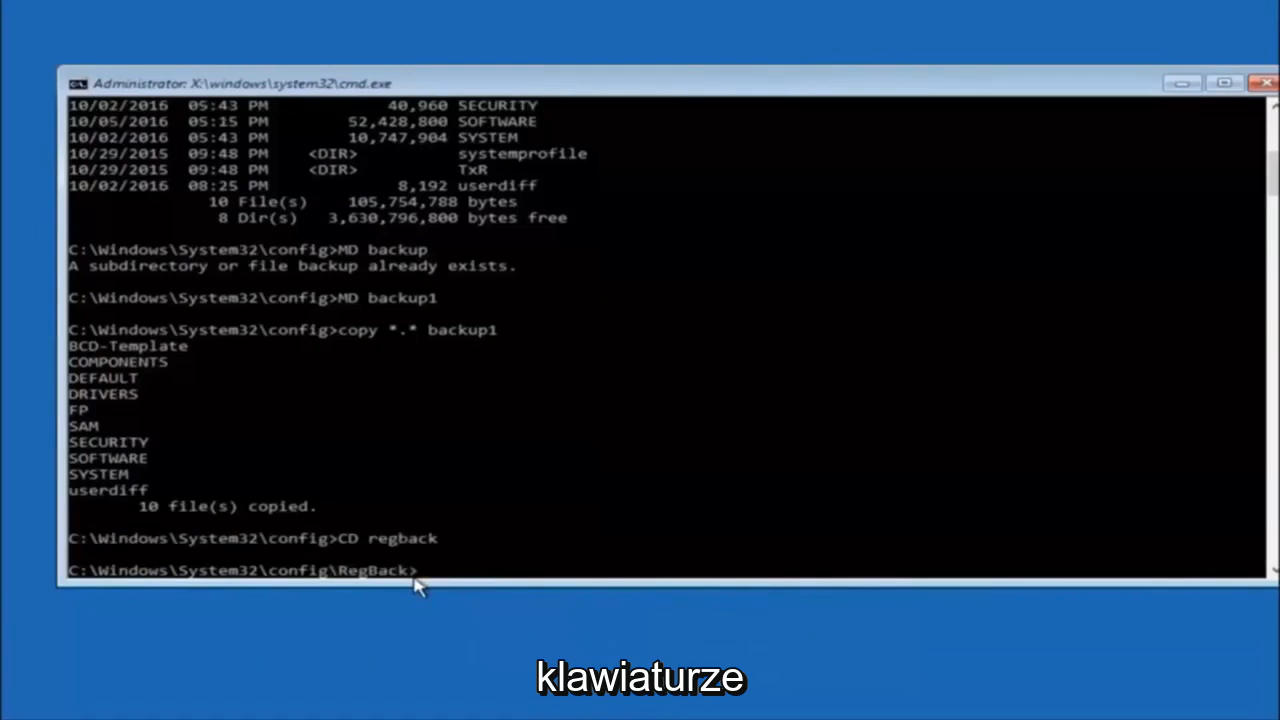 Administrator: X:\windows\system32\cmd.exe
10/02/2016 05:43 PM 40,960 SECURITY
10/05/2016 05:15 PM 52,428,800 SOFTWARE
10/02/2016 05:43 PM 10,747,904 SYSTEM
10/29/2015 09:48 PM <DIR> systemprofile
10/29/2015 09:48 PM <DIR> TxR
10/02/2016 08:25 PM 8,192 userdiff
10 File(s) 105,754,788 bytes
8 Dir(s) 3,630,796,800 bytes free
C:\Windows\System32\config>MD backup
A subdirectory or file backup already exists.
C:\Windows\System32\config>MD backup1
C:\Windows\System32\config>copy *.* backup1
BCD-Template
COMPONENTS
DEFAULT
DRIVERS
FP
SAM
SECURITY
SOFTWARE
SYSTEM
userdiff
10 file(s) copied.
C:\Windows\System32\config>CD regback
C:\Windows\System32\config\RegBack>
klawiaturze